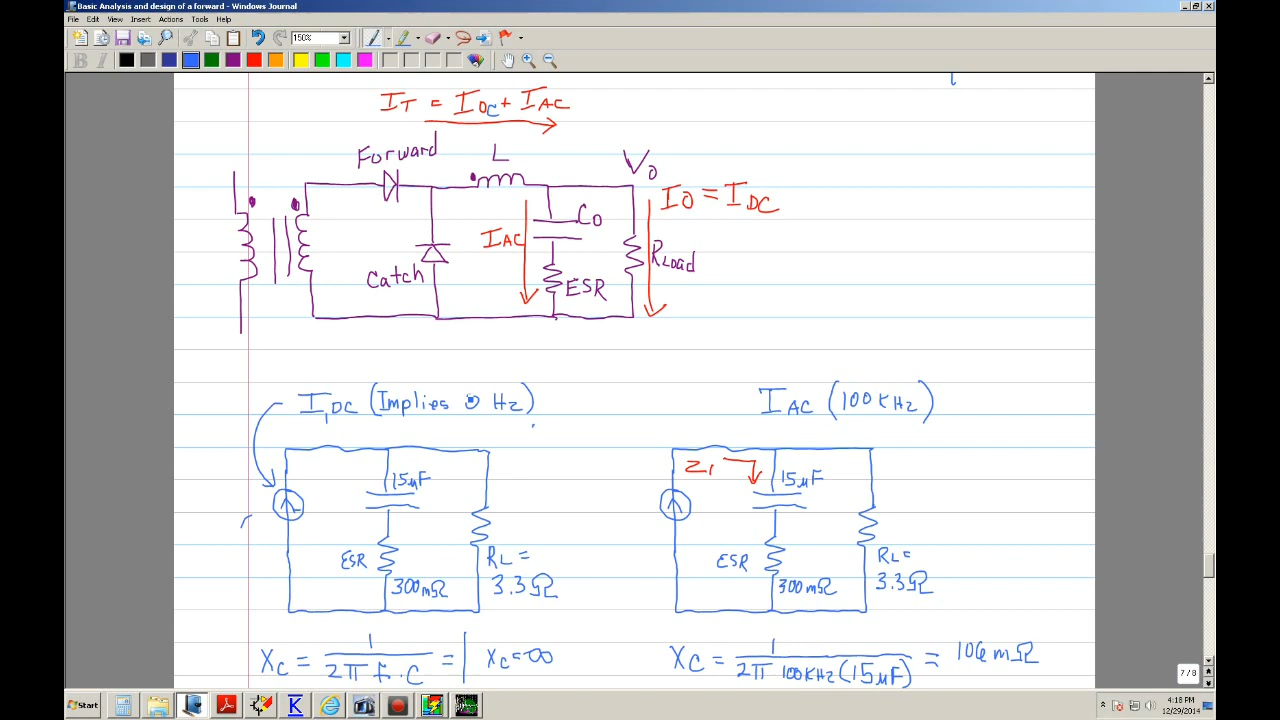 Basic Analysis and design of a forward - Windows Journal
File Edit View Insert Actions Tools Help
150%
B I
I_T = I_DC + I_AC
Forward
L
V_O
I_O = I_DC
C_O
I_AC
R_Load
Catch
ESR
I_DC (Implies 0 Hz)
I_AC (100KHz)
15μF
Z1
15μF
ESR
R_L =
ESR
R_L =
300mΩ
3.3Ω
300mΩ
3.3Ω
X_C = 1 / (2π f · C) = | X_C = ∞
X_C = 1 / (2π 100KHz (15μF)) = 106 mΩ
7 / 8
Start
4:18 PM
12/29/2014